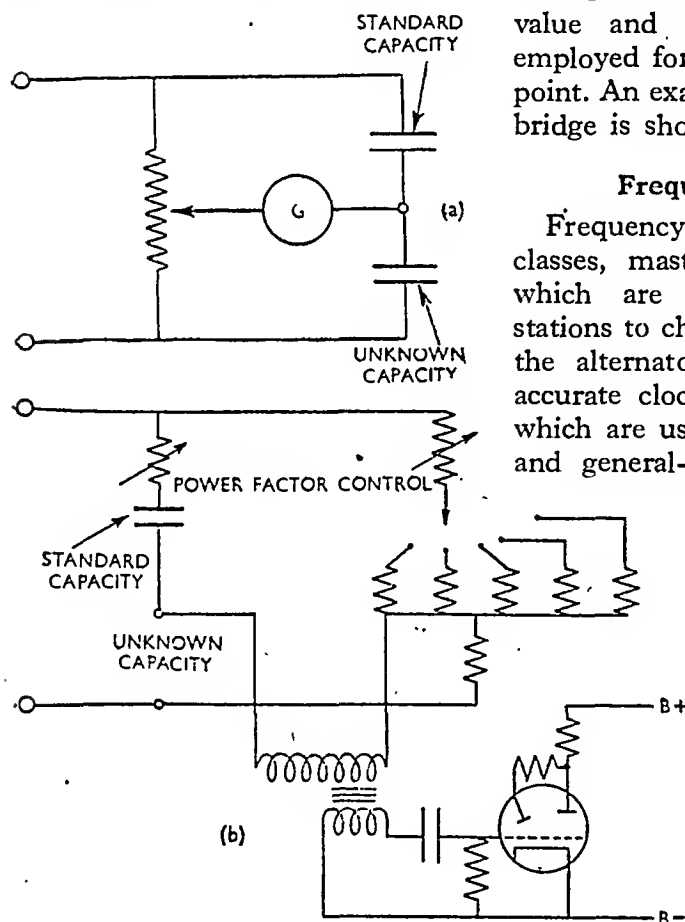 STANDARD
CAPACITY
G
(a)
UNKNOWN
CAPACITY
POWER FACTOR CONTROL
STANDARD
CAPACITY
UNKNOWN
CAPACITY
B+
(b)
B-
value and
employed for
point. An exa
bridge is sho
Frequ
Frequency
classes, mast
which are
stations to ch
the alternato
accurate cloc
which are us
and general-